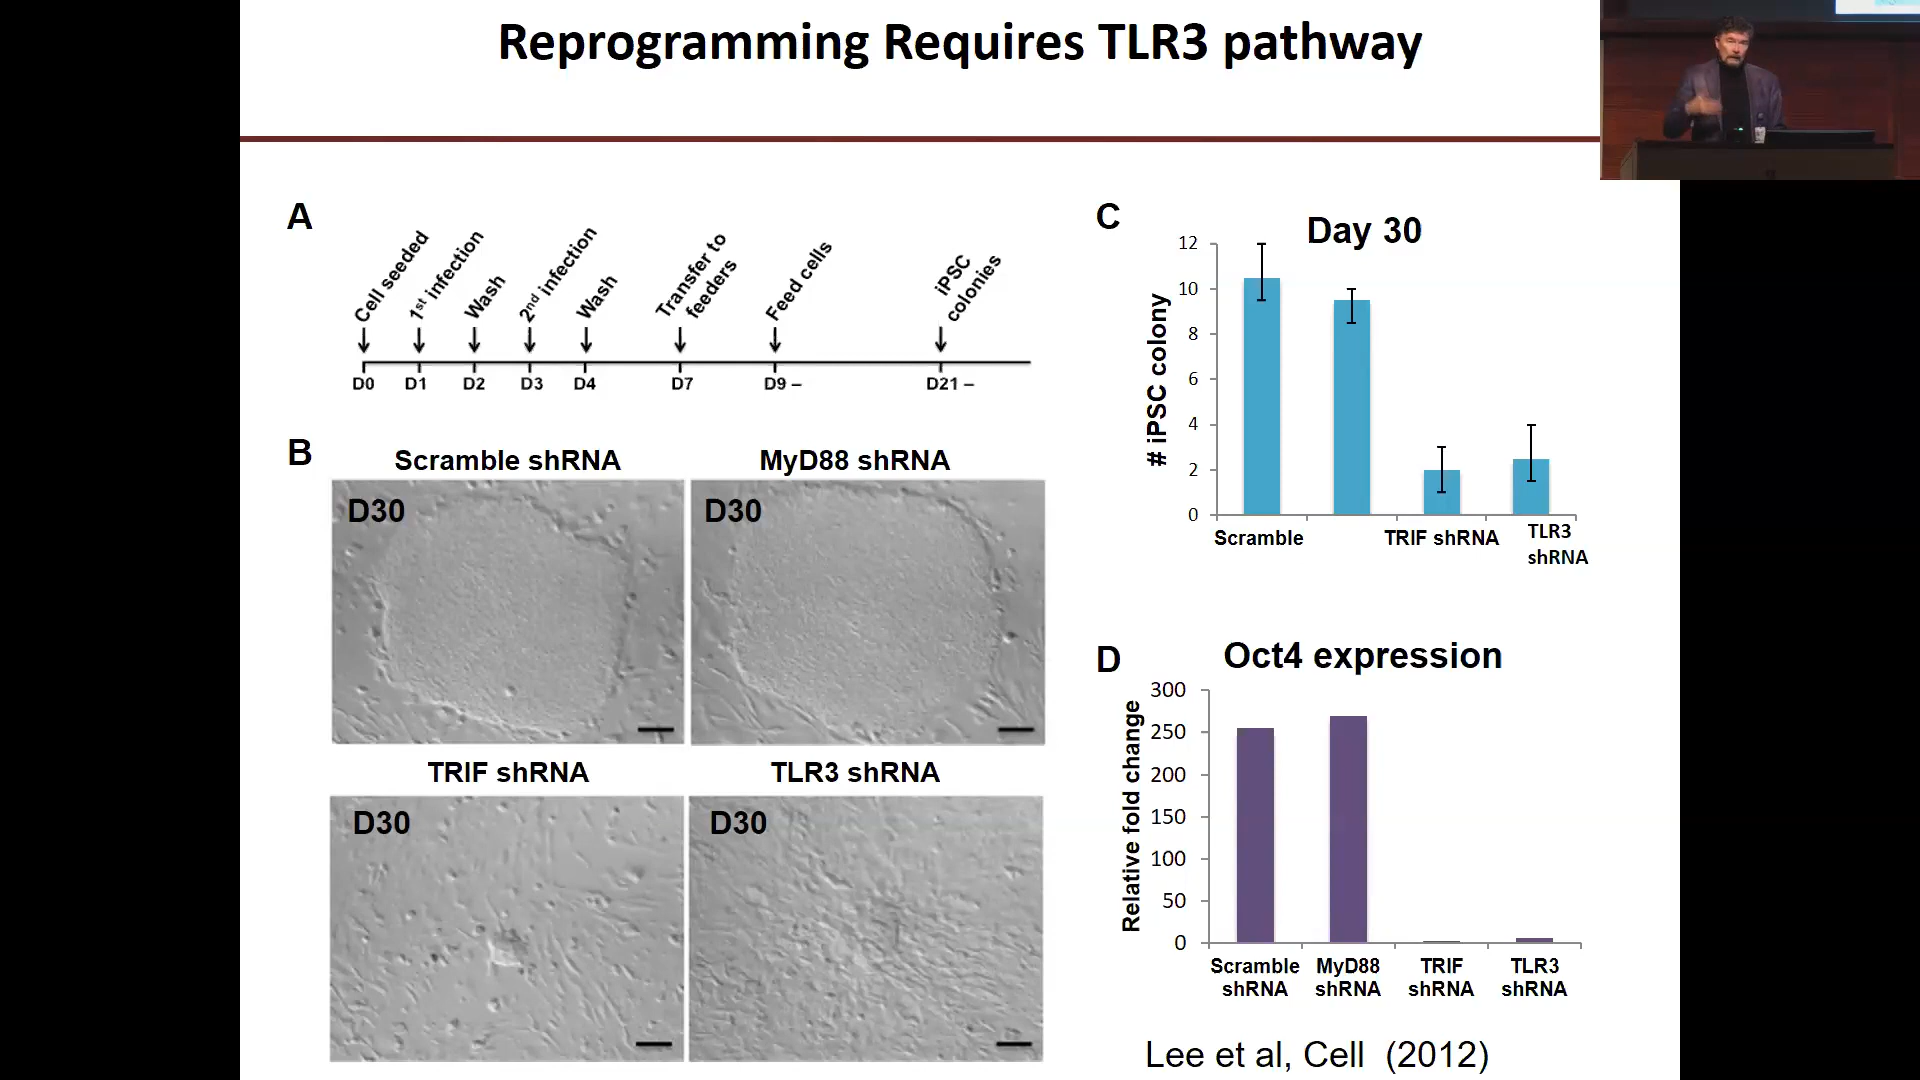 Reprogramming Requires TLR3 pathway
A
Cell seeded
1st infection
Wash
2nd infection
Wash
Transfer to
feeders
Feed cells
iPSC
colonies
D0 D1 D2 D3 D4 D7 D9 – D21 –
B
Scramble shRNA
D30
MyD88 shRNA
D30
TRIF shRNA
D30
TLR3 shRNA
D30
C
Day 30
# iPSC colony
12
10
8
6
4
2
0
Scramble
TRIF shRNA
TLR3
shRNA
D
Oct4 expression
Relative fold change
300
250
200
150
100
50
0
Scramble
shRNA
MyD88
shRNA
TRIF
shRNA
TLR3
shRNA
Lee et al, Cell (2012)